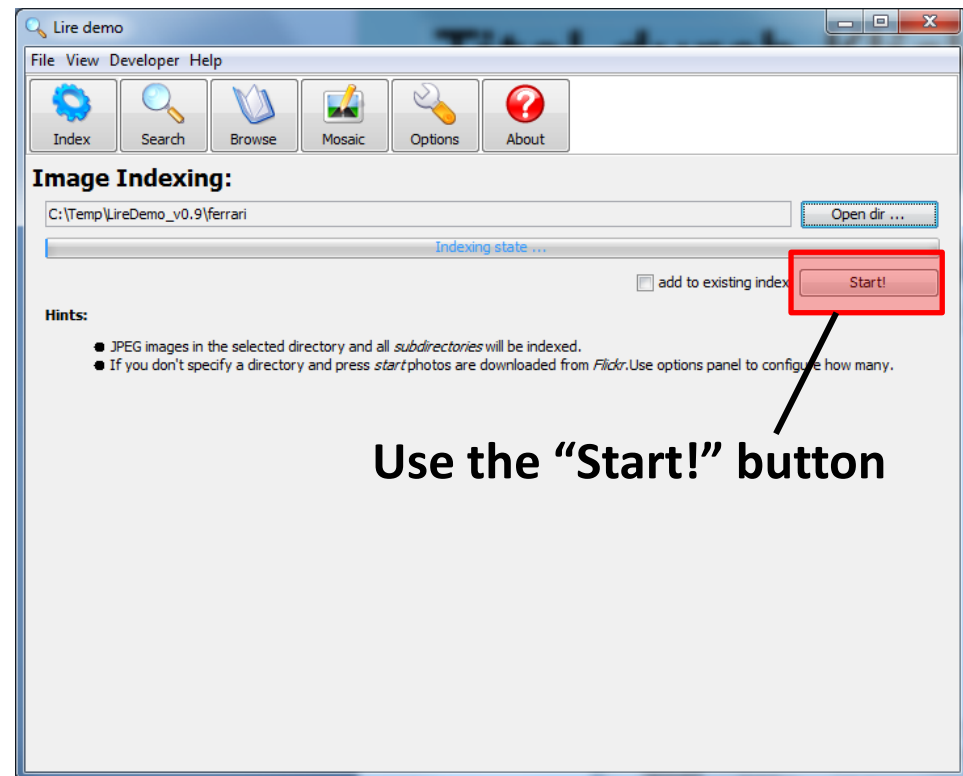 Lire demo
File View Developer Help
Index Search Browse Mosaic Options About
Image Indexing:
C:\Temp\LireDemo_v0.9\ferrari Open dir ...
Indexing state ...
add to existing index Start!
Hints:
JPEG images in the selected directory and all subdirectories will be indexed.
If you don't specify a directory and press start photos are downloaded from Flickr.Use options panel to configure how many.
Use the “Start!” button